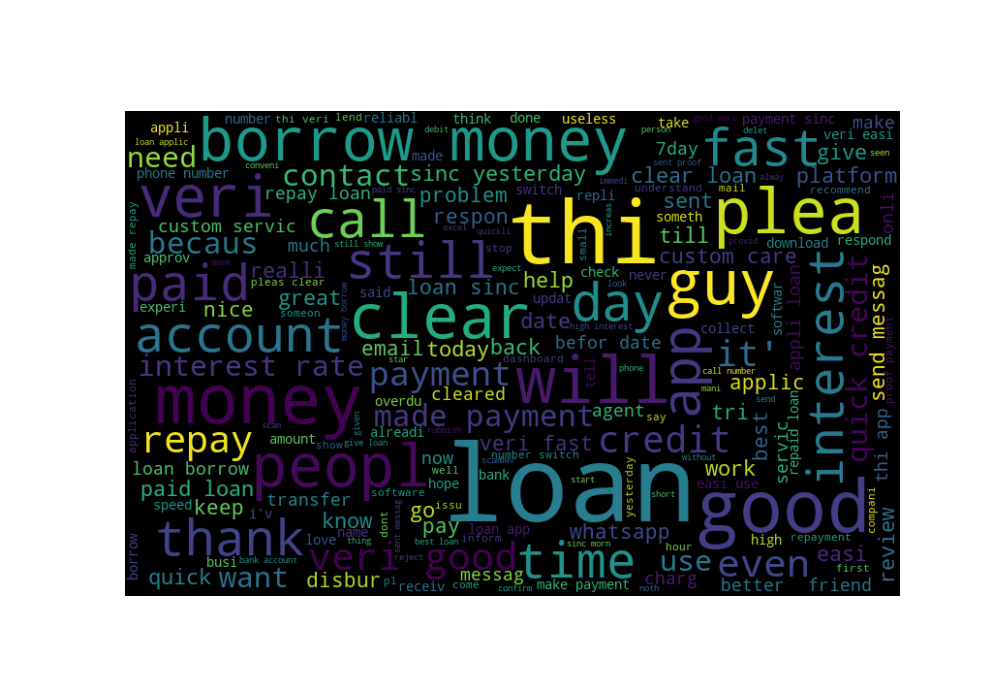 appli
number
thi veri
lend
reliabl
think
done
useless
take
good veri
payment sinc
make
loan applic
borrow money
debit
person
fast
delet
veri easi
need
7day
give
seen
phone number
conveni
made
contact
sinc yesterday
sent proof
clear loan
platform
veri
immedi
alway
repay loan
paid sinc
problem
switch
repli
understand
mail
recommend
onli
call
thi
sent
plea
made repay
custom servic
respon
excel
quickli
someth
becaus
much
still show
stop
small
increas
till
provid
download
respond
approv
week
pleas clear
still
expect
look
custom care
paid
realli
said
loan sinc
help
check
never
guy
experi
nice
great
someon
money borrow
updat
day
collect
softwar
appli loan
interest
quick credit
send messag
proof payment
account
clear
date
high interest
befor date
app
it'
email
today
back
dashboard
tell
call number
mani
interest rate
star
payment
will
phone
send
applic
money
cleared
overdu
application
amount
given
made payment
agent
say
tri
best
servic
repaid loan
thi app
repay
scam
show
give loan
alreadi
rubbish
veri fast
credit
peopl
now
number switch
scammer
without
loan borrow
well
bank
loan
start
short
yesterday
work
easi use
good
compani
paid loan
hope
software
speed
keep
transfer
i'v
go
issu
name
dont
sent messag
know
pay
loan app
whatsapp
high
repayment
review
thank
love
thing
inform
sinc morn
hour
borrow
busi
bank account
veri good
reject
best loan
time
use
even
easi
first
quick
want
disbur
p1
messag
receiv
come
confirm
make payment
noth
charg
better
friend